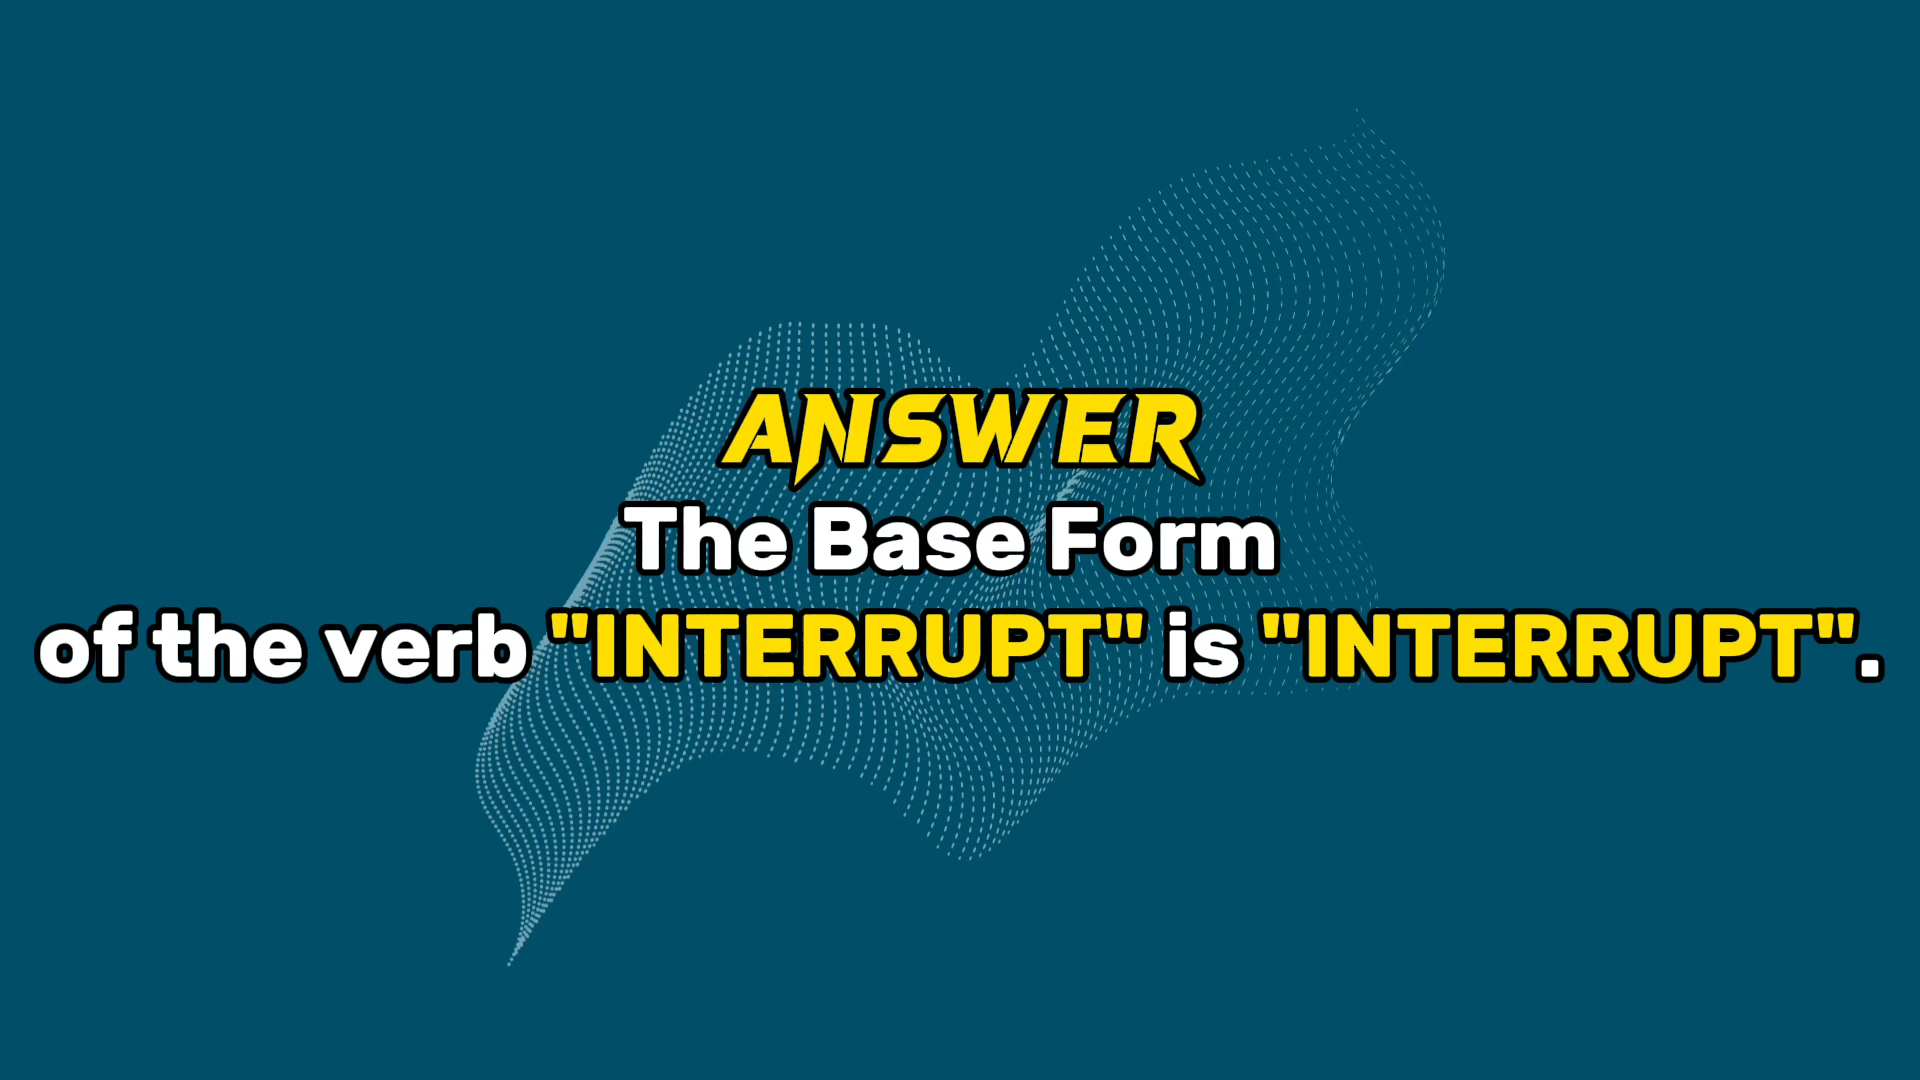 ANSWER
The Base Form
of the verb "INTERRUPT" is "INTERRUPT".